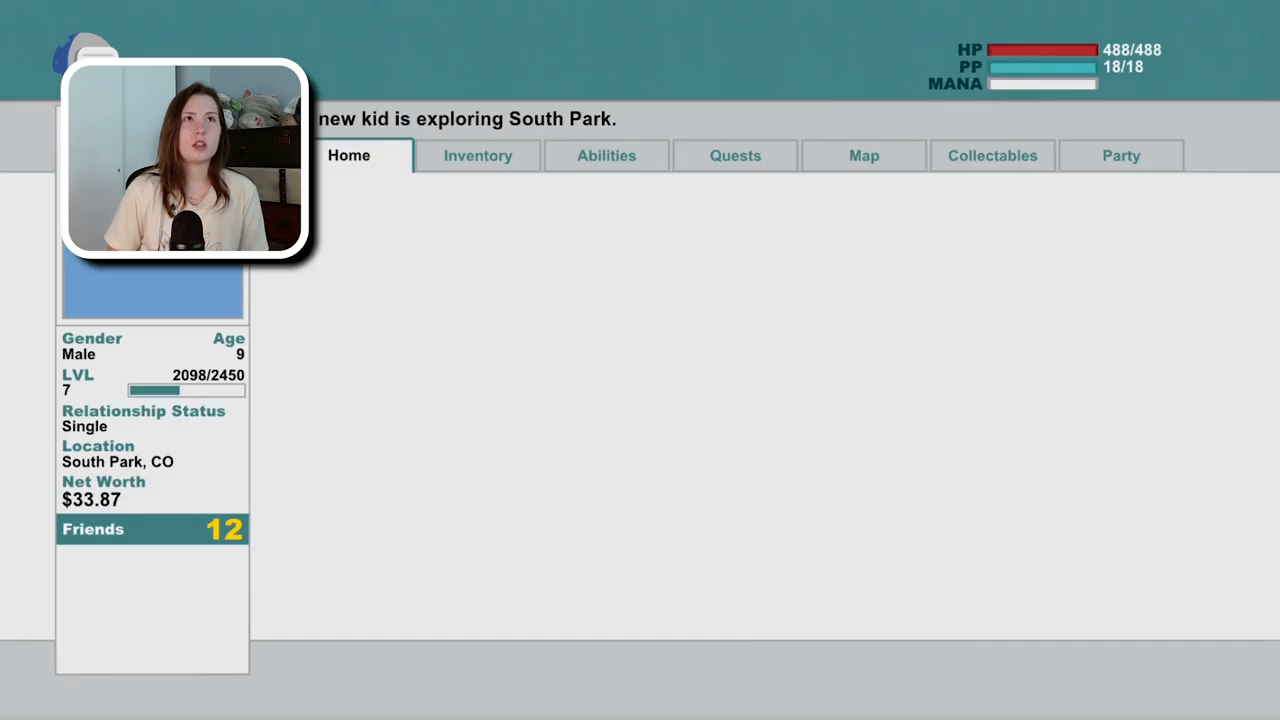 HP 488/488
PP 18/18
MANA
new kid is exploring South Park.
Home Inventory Abilities Quests Map Collectables Party
Gender Age
Male 9
LVL 2098/2450
7
Relationship Status
Single
Location
South Park, CO
Net Worth
$33.87
Friends 12